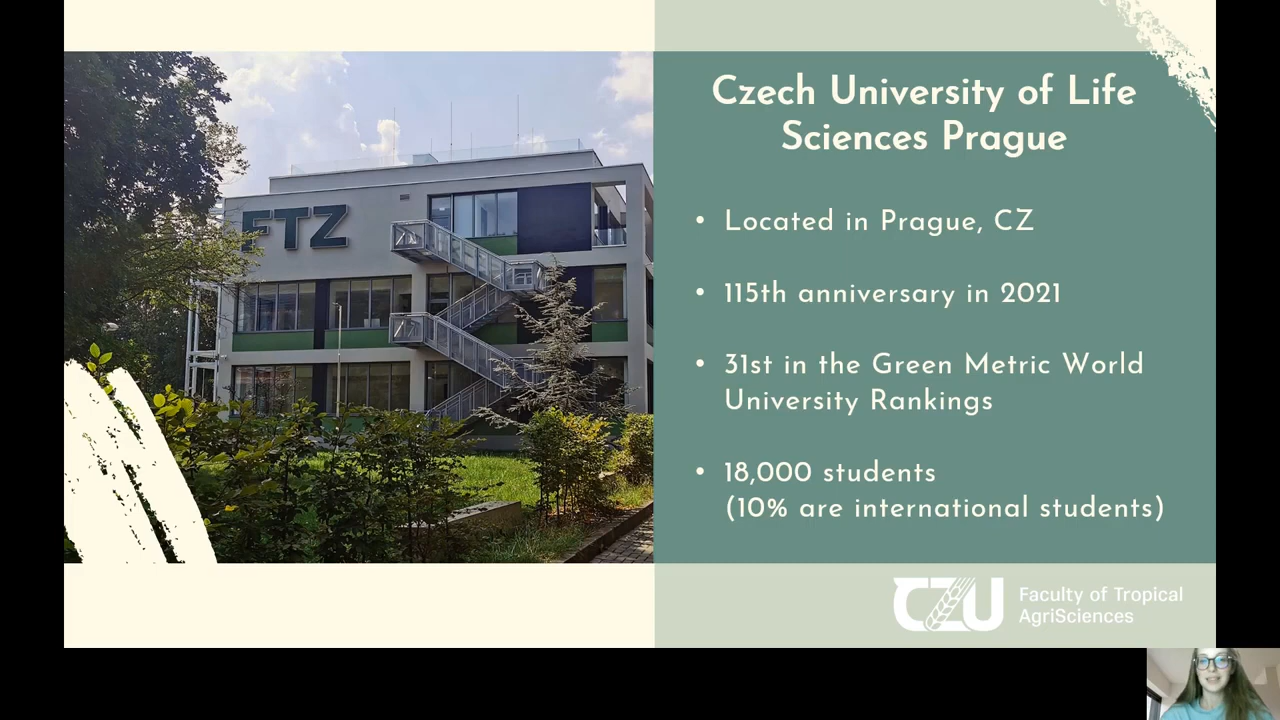 FTZ
Czech University of Life
Sciences Prague
• Located in Prague, CZ
• 115th anniversary in 2021
• 31st in the Green Metric World
University Rankings
• 18,000 students
(10% are international students)
CZU
Faculty of Tropical
AgriSciences